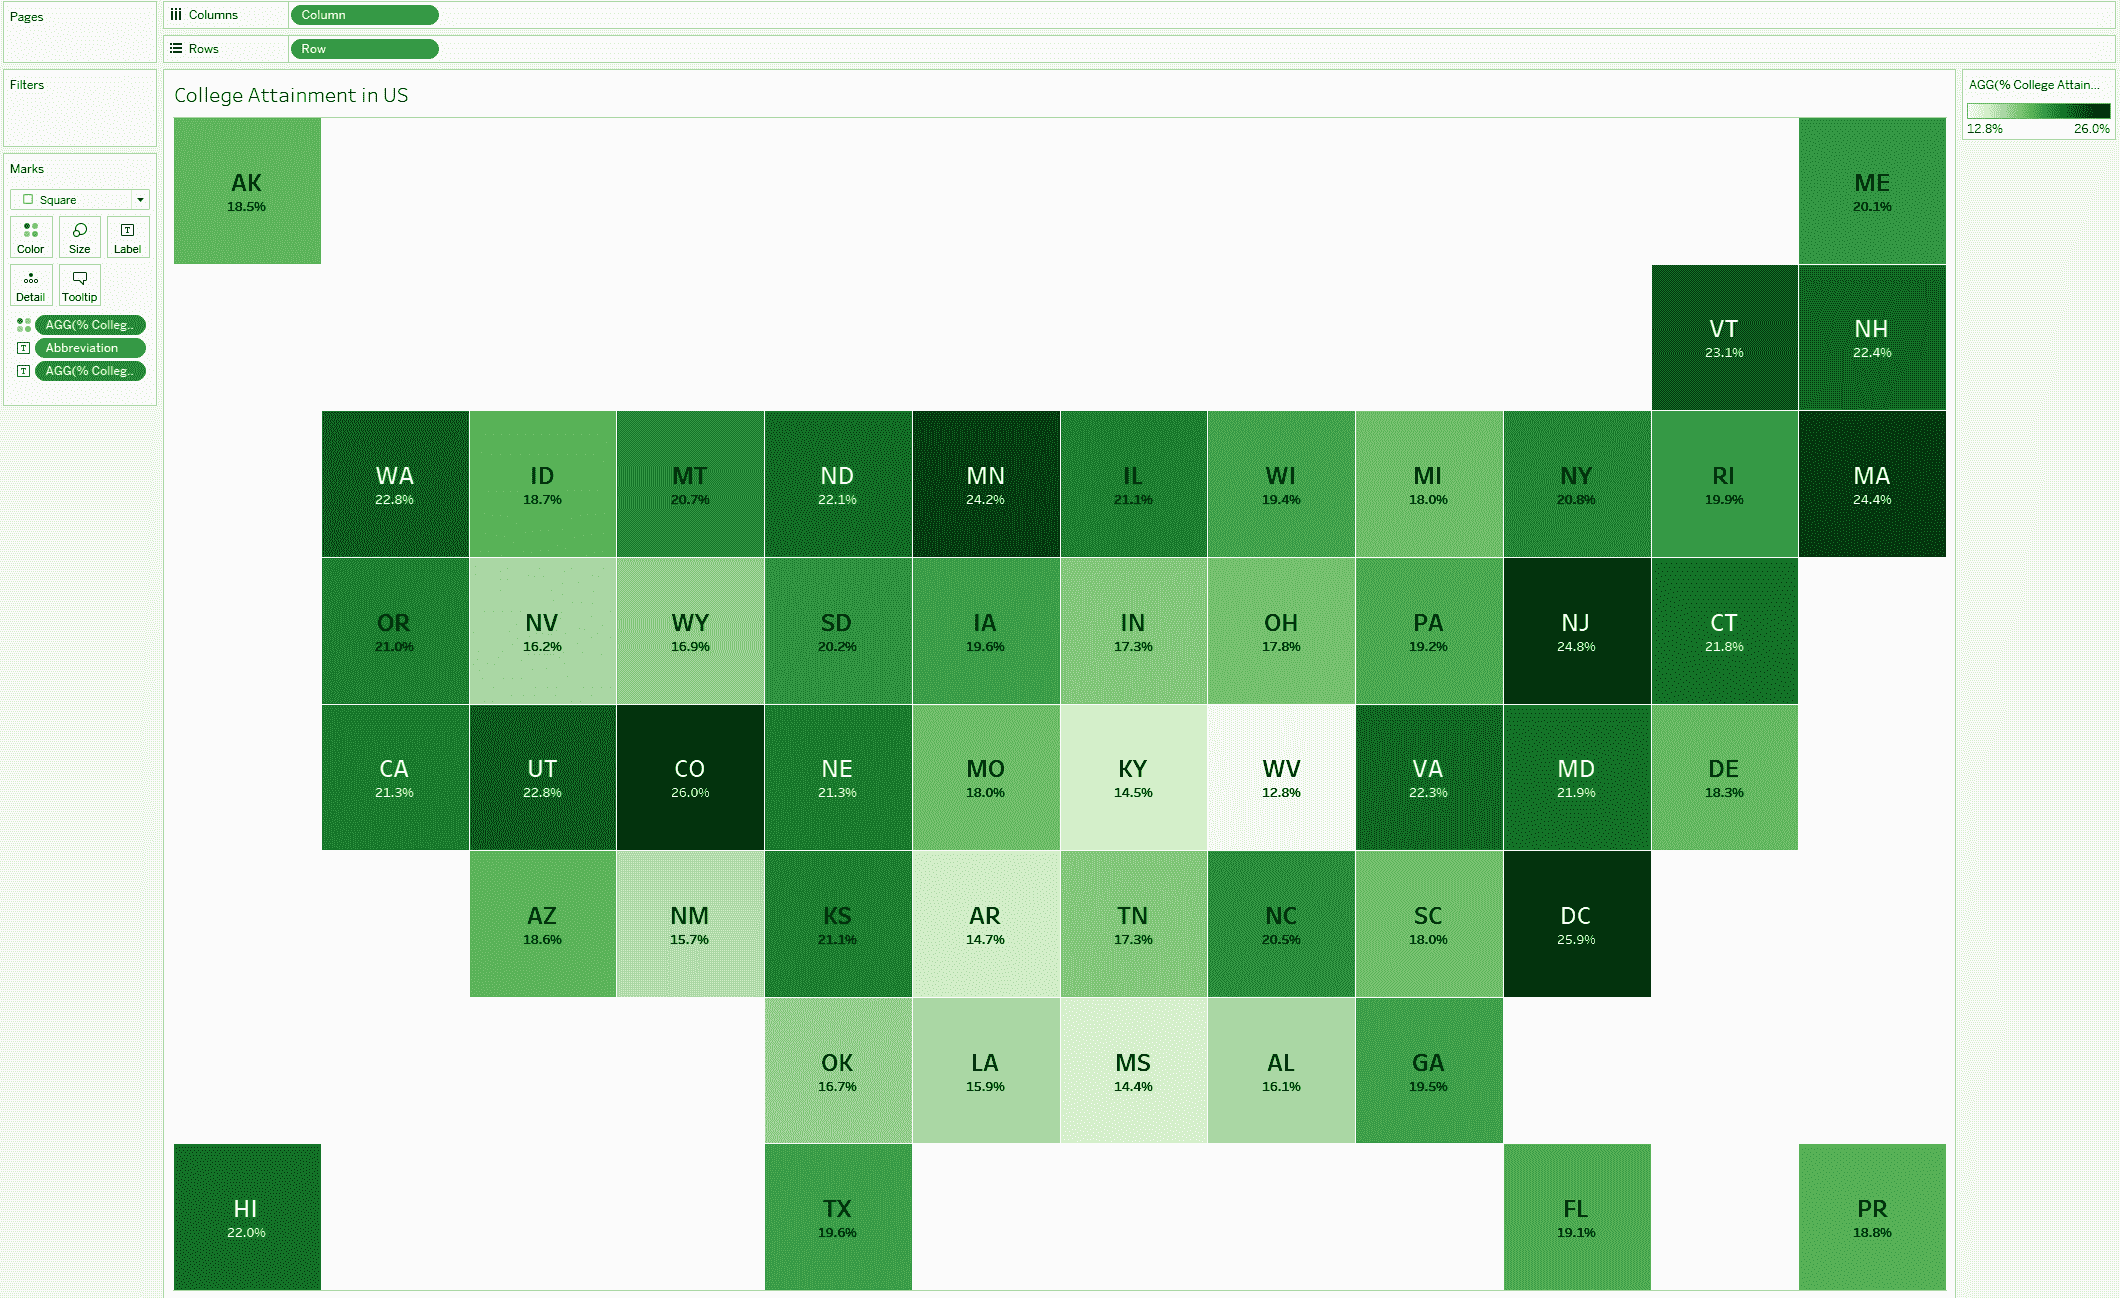 Pages
Columns
Column
Rows
Row
Filters
Marks
Square
Color
Size
Label
Detail
Tooltip
AGG(% Colleg..
Abbreviation
AGG(% Colleg..
College Attainment in US
AK
18.5%
ME
20.1%
VT
23.1%
NH
22.4%
WA
22.8%
ID
18.7%
MT
20.7%
ND
22.1%
MN
24.2%
IL
21.1%
WI
19.4%
MI
18.0%
NY
20.8%
RI
19.9%
MA
24.4%
OR
21.0%
NV
16.2%
WY
16.9%
SD
20.2%
IA
19.6%
IN
17.3%
OH
17.8%
PA
19.2%
NJ
24.8%
CT
21.8%
CA
21.3%
UT
22.8%
CO
26.0%
NE
21.3%
MO
18.0%
KY
14.5%
WV
12.8%
VA
22.3%
MD
21.9%
DE
18.3%
AZ
18.6%
NM
15.7%
KS
21.1%
AR
14.7%
TN
17.3%
NC
20.5%
SC
18.0%
DC
25.9%
OK
16.7%
LA
15.9%
MS
14.4%
AL
16.1%
GA
19.5%
HI
22.0%
TX
19.6%
FL
19.1%
PR
18.8%
AGG(% College Attain...
12.8% 26.0%